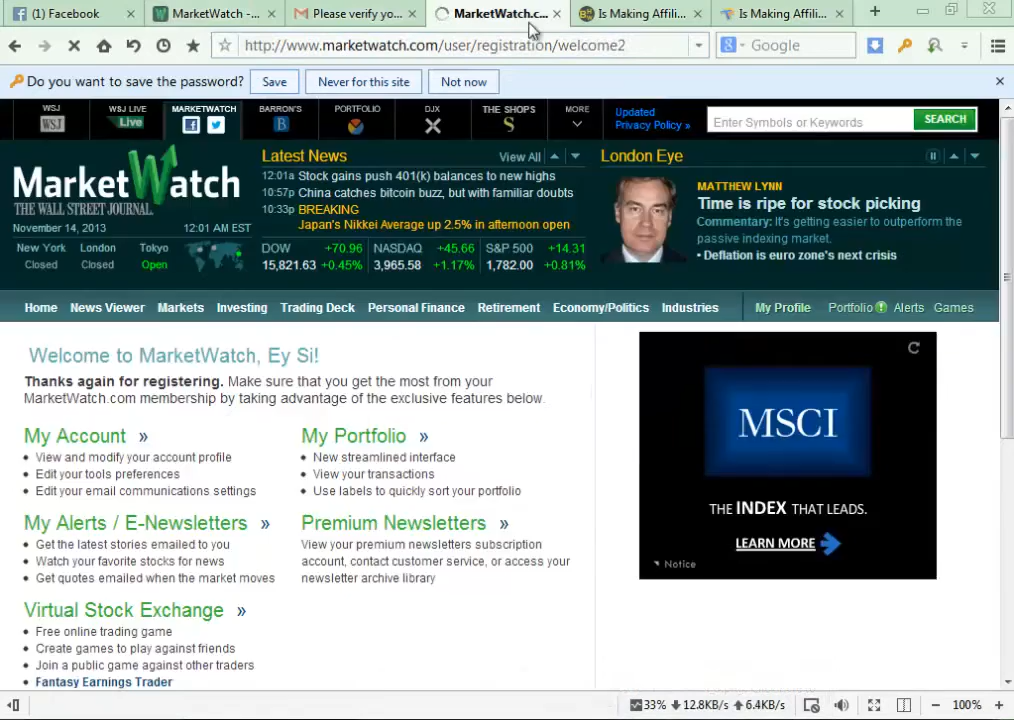 Facebook
MarketWatch -...
Please verify yo...
MarketWatch.c...
Is Making Affili...
Is Making Affili...
http://www.marketwatch.com/user/registration/welcome2
Google
Do you want to save the password?
Save
Never for this site
Not now
WSJ
WSJ LIVE
MARKETWATCH
BARRON'S
PORTFOLIO
DJX
THE SHOPS
MORE
WSJ
Live
B
S
Updated
Privacy Policy »
Enter Symbols or Keywords
SEARCH
MarketWatch
THE WALL STREET JOURNAL.
November 14, 2013
12:01 AM EST
New York
London
Tokyo
Closed
Closed
Open
Latest News
View All
12:01a Stock gains push 401(k) balances to new highs
10:57p China catches bitcoin buzz, but with familiar doubts
10:33p BREAKING
Japan's Nikkei Average up 2.5% in afternoon open
DOW +70.96
NASDAQ +45.66
S&P 500 +14.31
15,821.63 +0.45%
3,965.58 +1.17%
1,782.00 +0.81%
London Eye
MATTHEW LYNN
Time is ripe for stock picking
Commentary: It's getting easier to outperform the
passive indexing market.
• Deflation is euro zone's next crisis
Home
News Viewer
Markets
Investing
Trading Deck
Personal Finance
Retirement
Economy/Politics
Industries
My Profile
Portfolio
Alerts
Games
Welcome to MarketWatch, Ey Si!
Thanks again for registering. Make sure that you get the most from your
MarketWatch.com membership by taking advantage of the exclusive features below.
My Account »
• View and modify your account profile
• Edit your tools preferences
• Edit your email communications settings
My Portfolio »
• New streamlined interface
• View your transactions
• Use labels to quickly sort your portfolio
My Alerts / E-Newsletters »
• Get the latest stories emailed to you
• Watch your favorite stocks for news
• Get quotes emailed when the market moves
Premium Newsletters »
View your premium newsletters subscription
account, contact customer service, or access your
newsletter archive library
Virtual Stock Exchange »
• Free online trading game
• Create games to play against friends
• Join a public game against other traders
• Fantasy Earnings Trader
MSCI
THE INDEX THAT LEADS.
LEARN MORE
Notice
33%
12.8KB/s
6.4KB/s
100%